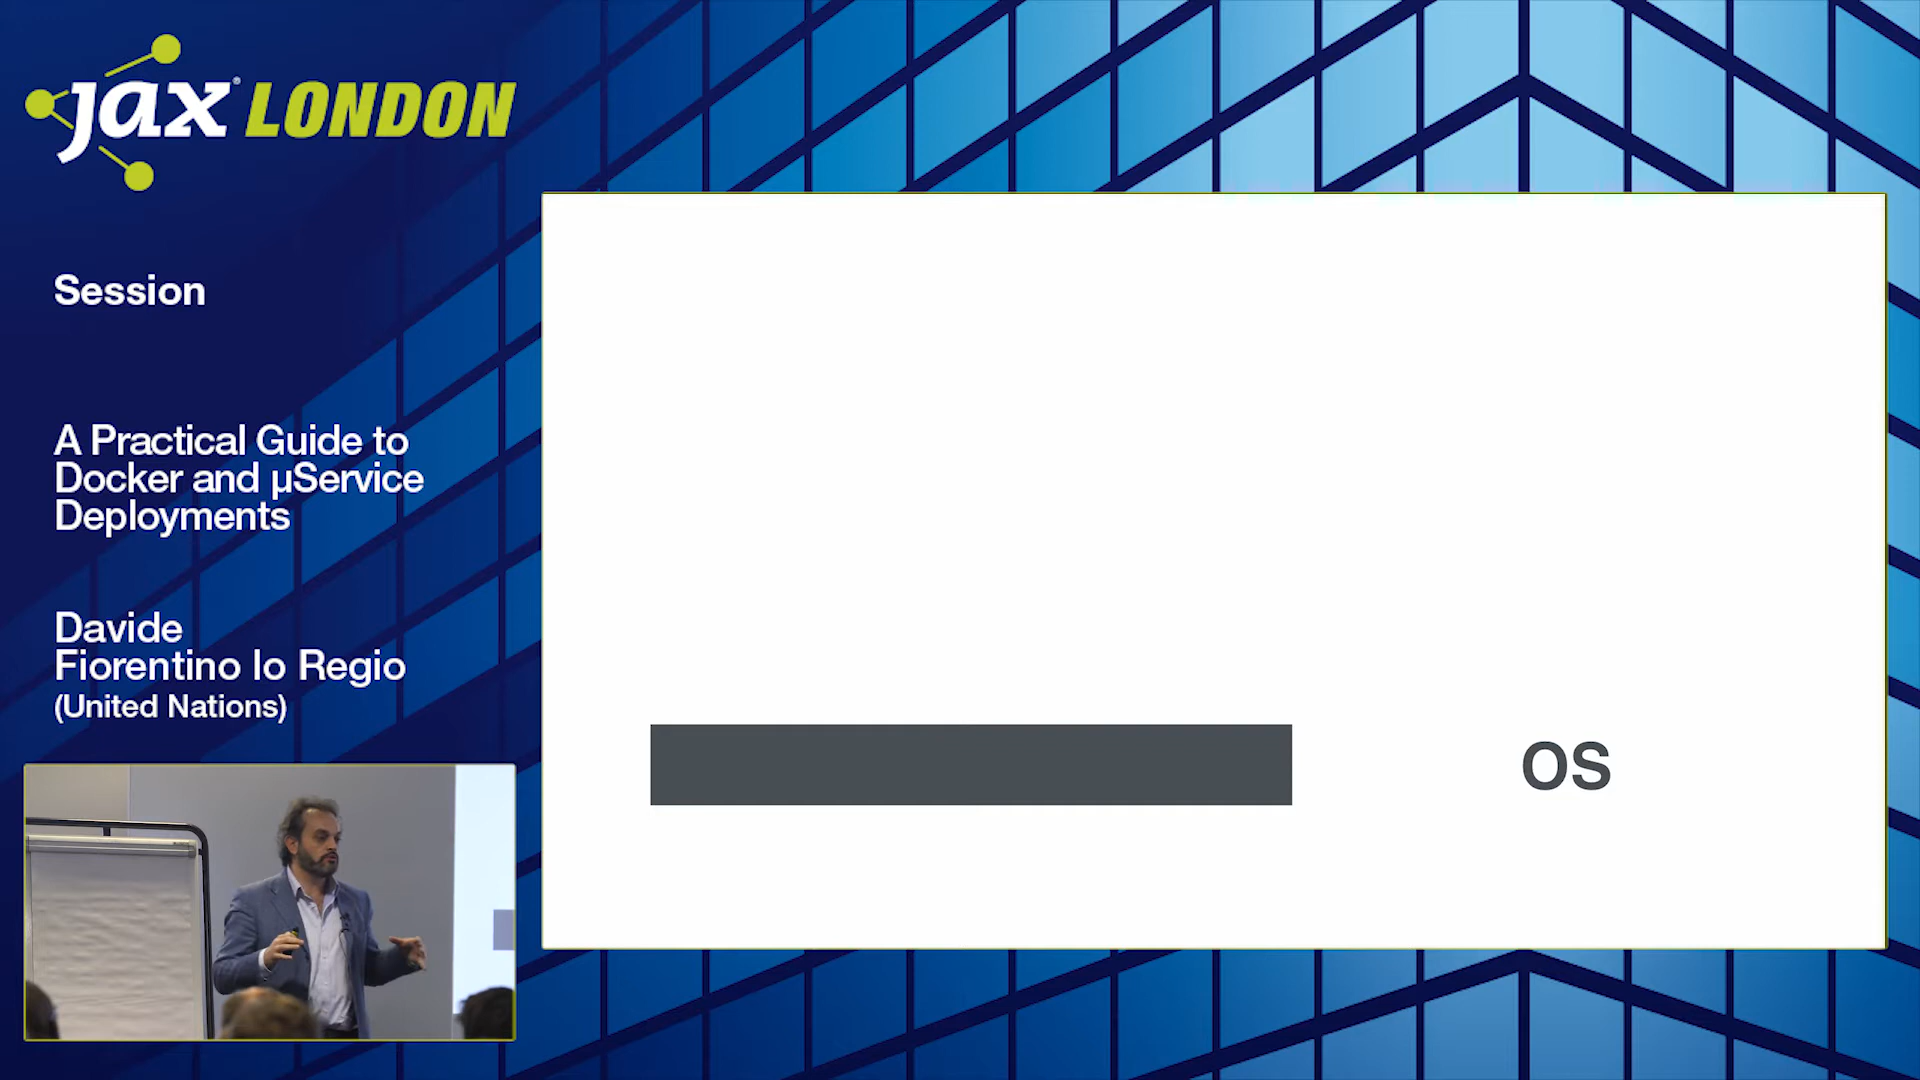 jax® LONDON
Session
A Practical Guide to
Docker and µService
Deployments
Davide
Fiorentino lo Regio
(United Nations)
OS